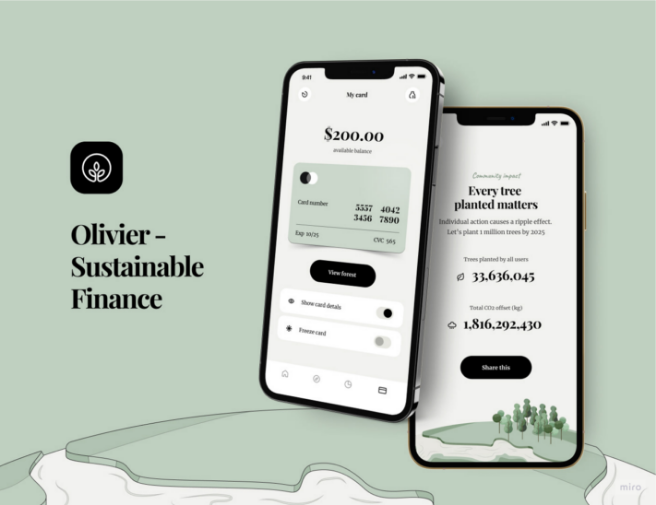 Olivier -
Sustainable
Finance
9:41
My card
$200.00
available balance
Card number
5557 4042
3456 7890
Exp 10/25
CVC 965
View forest
Show card details
Freeze card
Community impact
Every tree
planted matters
Individual action causes a ripple effect.
Let's plant 1 million trees by 2025
Trees planted by all users
33,636,045
Total CO2 offset (kg)
1,816,292,430
Share this
miro